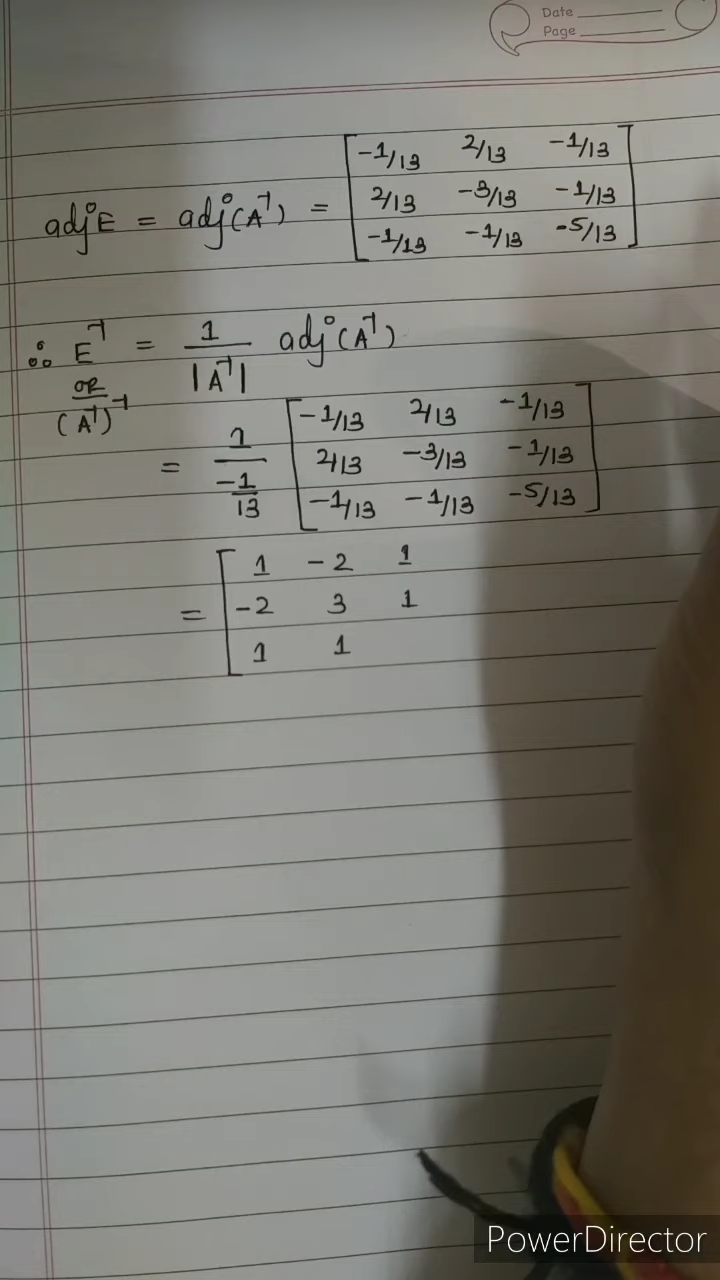 Date
Page
adj E = adj(A⁻¹) = [ -1/13 2/13 -1/13
2/13 -3/13 -1/13
-1/13 -1/13 -5/13 ]
∴ E⁻¹ = 1/|A⁻¹| adj(A⁻¹)
OR
(A⁻¹)⁻¹
= 1/(-1/13) [ -1/13 2/13 -1/13
2/13 -3/13 -1/13
-1/13 -1/13 -5/13 ]
= [ 1 -2 1
-2 3 1
1 1
PowerDirector